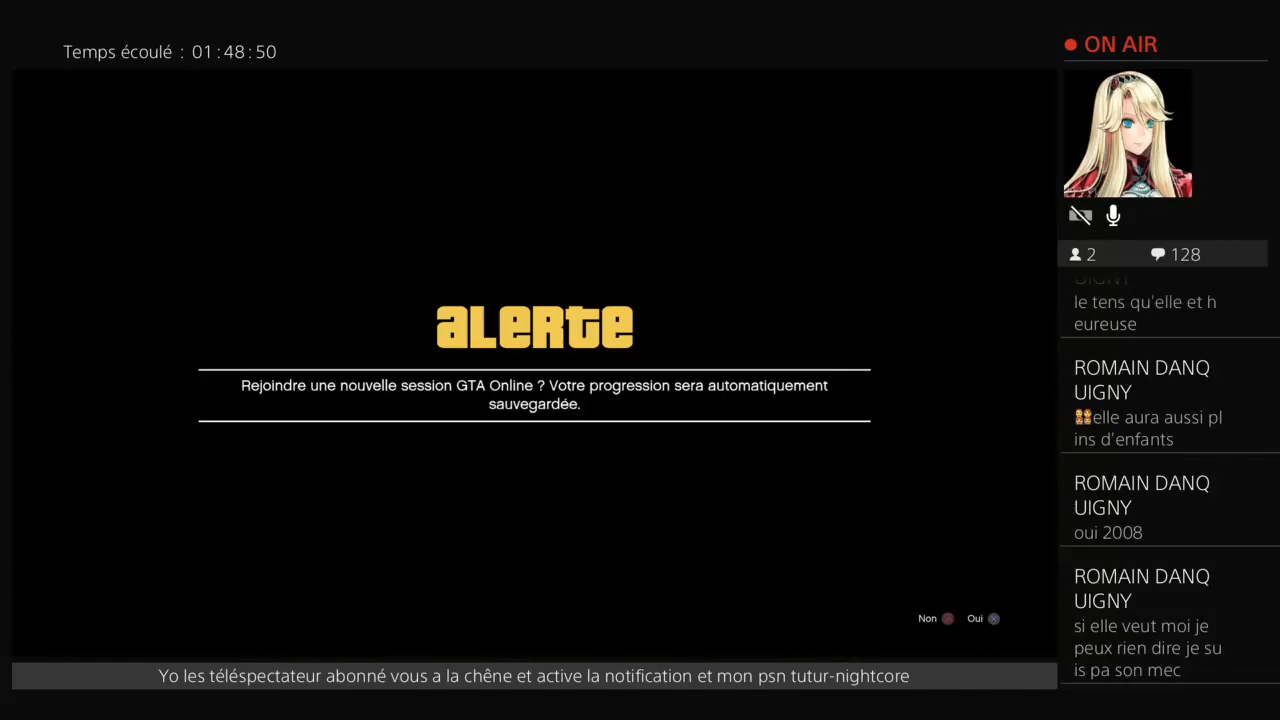 Temps écoulé : 01:48:50
ON AIR
2
128
UIGNY
le tens qu'elle et h
eureuse
ROMAIN DANQ
UIGNY
elle aura aussi pl
ins d'enfants
ROMAIN DANQ
UIGNY
oui 2008
ROMAIN DANQ
UIGNY
si elle veut moi je
peux rien dire je su
is pa son mec
alerte
Rejoindre une nouvelle session GTA Online ? Votre progression sera automatiquement
sauvegardée.
Non Oui
Yo les téléspectateur abonné vous a la chêne et active la notification et mon psn tutur-nightcore